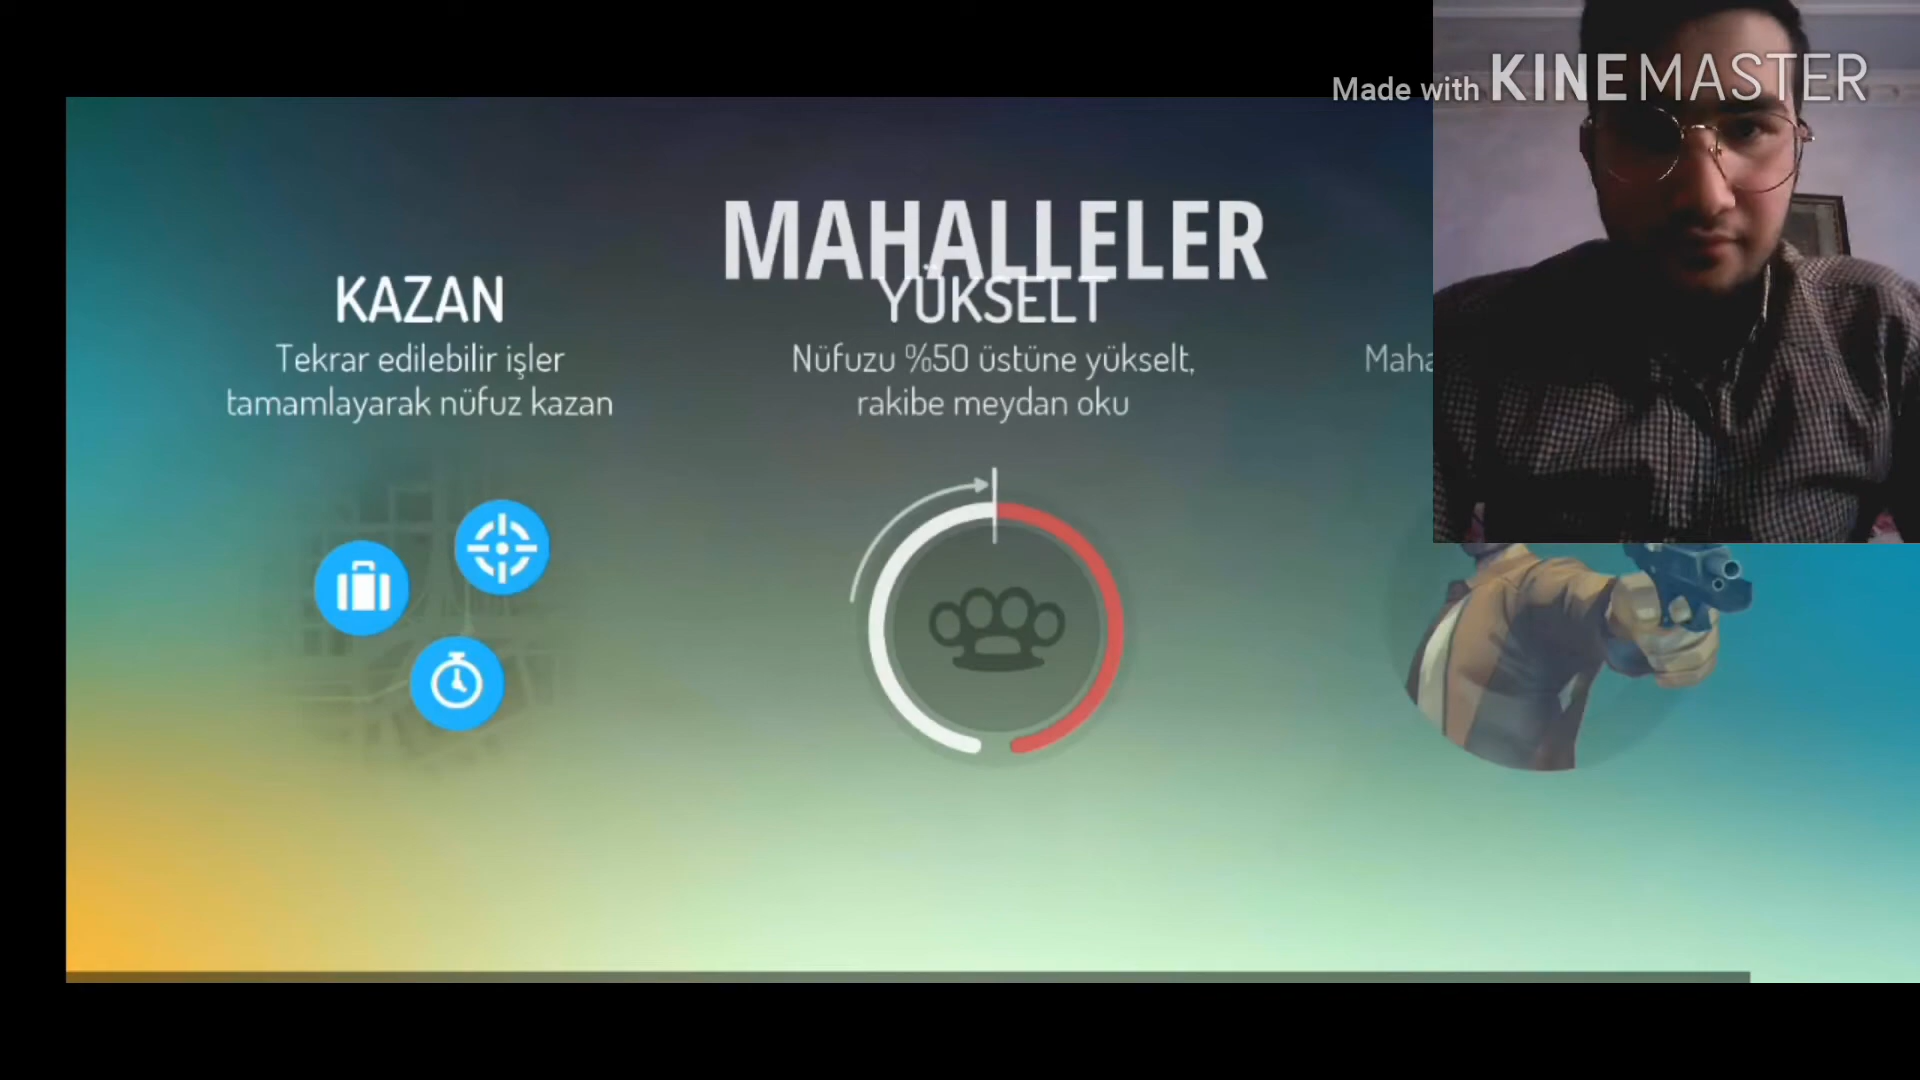 Made with KINEMASTER
MAHALLELER
KAZAN
Tekrar edilebilir işler
tamamlayarak nüfuz kazan
YÜKSELT
Nüfuzu %50 üstüne yükselt,
rakibe meydan oku